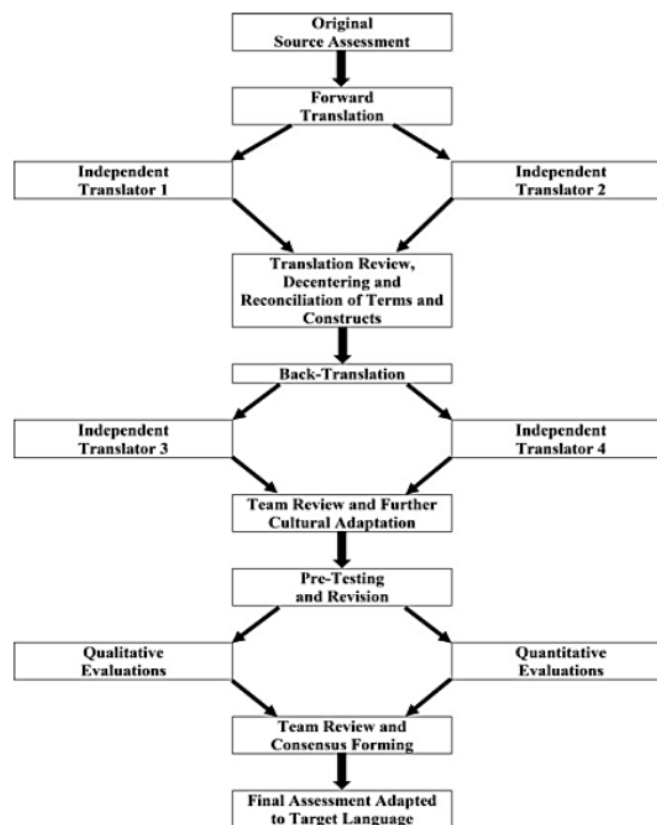 Original
Source Assessment
Forward
Translation
Independent
Translator 1
Independent
Translator 2
Translation Review,
Decentering and
Reconciliation of Terms and
Constructs
Back-Translation
Independent
Translator 3
Independent
Translator 4
Team Review and Further
Cultural Adaptation
Pre-Testing
and Revision
Qualitative
Evaluations
Quantitative
Evaluations
Team Review and
Consensus Forming
Final Assessment Adapted
to Target Language